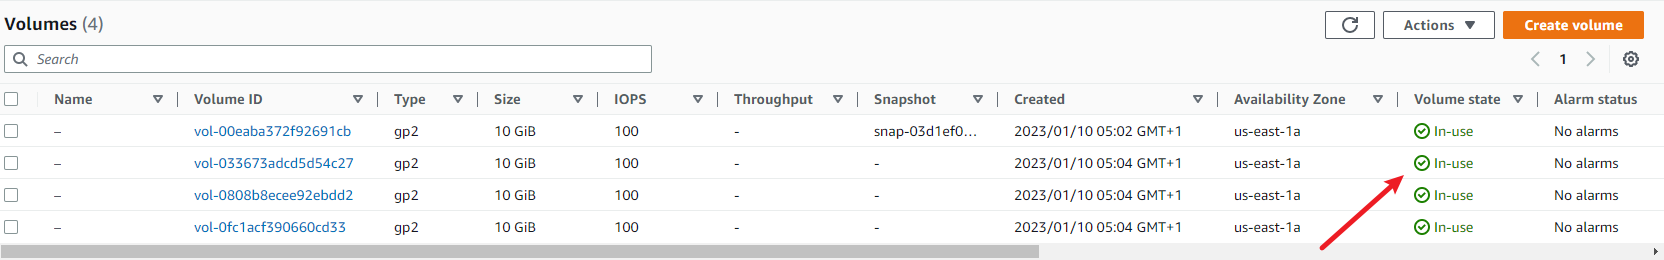 Volumes (4)
Actions
Create volume
Search
1
Name Volume ID Type Size IOPS Throughput Snapshot Created Availability Zone Volume state Alarm status
– vol-00eaba372f92691cb gp2 10 GiB 100 - snap-03d1ef0... 2023/01/10 05:02 GMT+1 us-east-1a In-use No alarms
– vol-033673adcd5d54c27 gp2 10 GiB 100 - - 2023/01/10 05:04 GMT+1 us-east-1a In-use No alarms
– vol-0808b8ecee92ebdd2 gp2 10 GiB 100 - - 2023/01/10 05:04 GMT+1 us-east-1a In-use No alarms
– vol-0fc1acf390660cd33 gp2 10 GiB 100 - - 2023/01/10 05:04 GMT+1 us-east-1a In-use No alarms